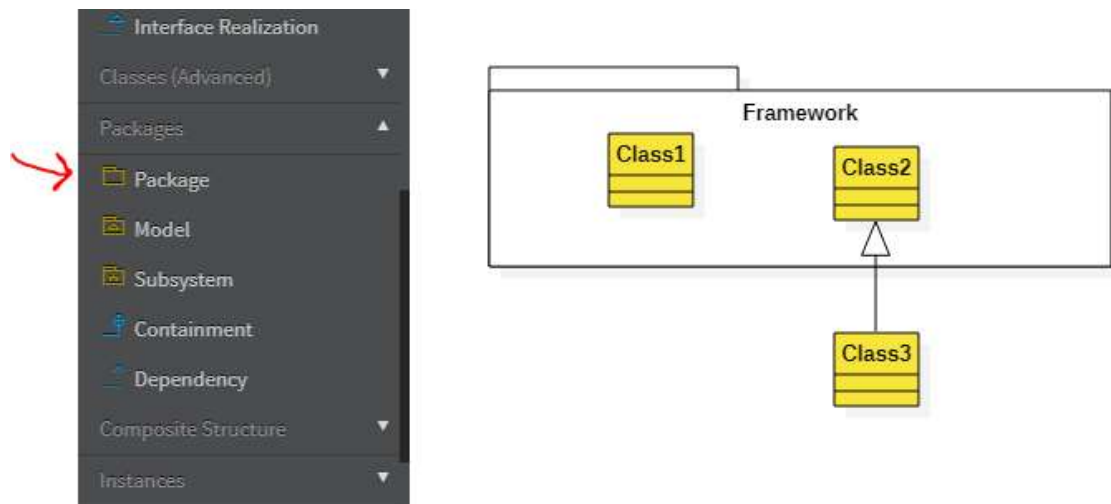 Interface Realization
Classes (Advanced)
Packages
Package
Model
Subsystem
Containment
Dependency
Composite Structure
Instances
Framework
Class1
Class2
Class3